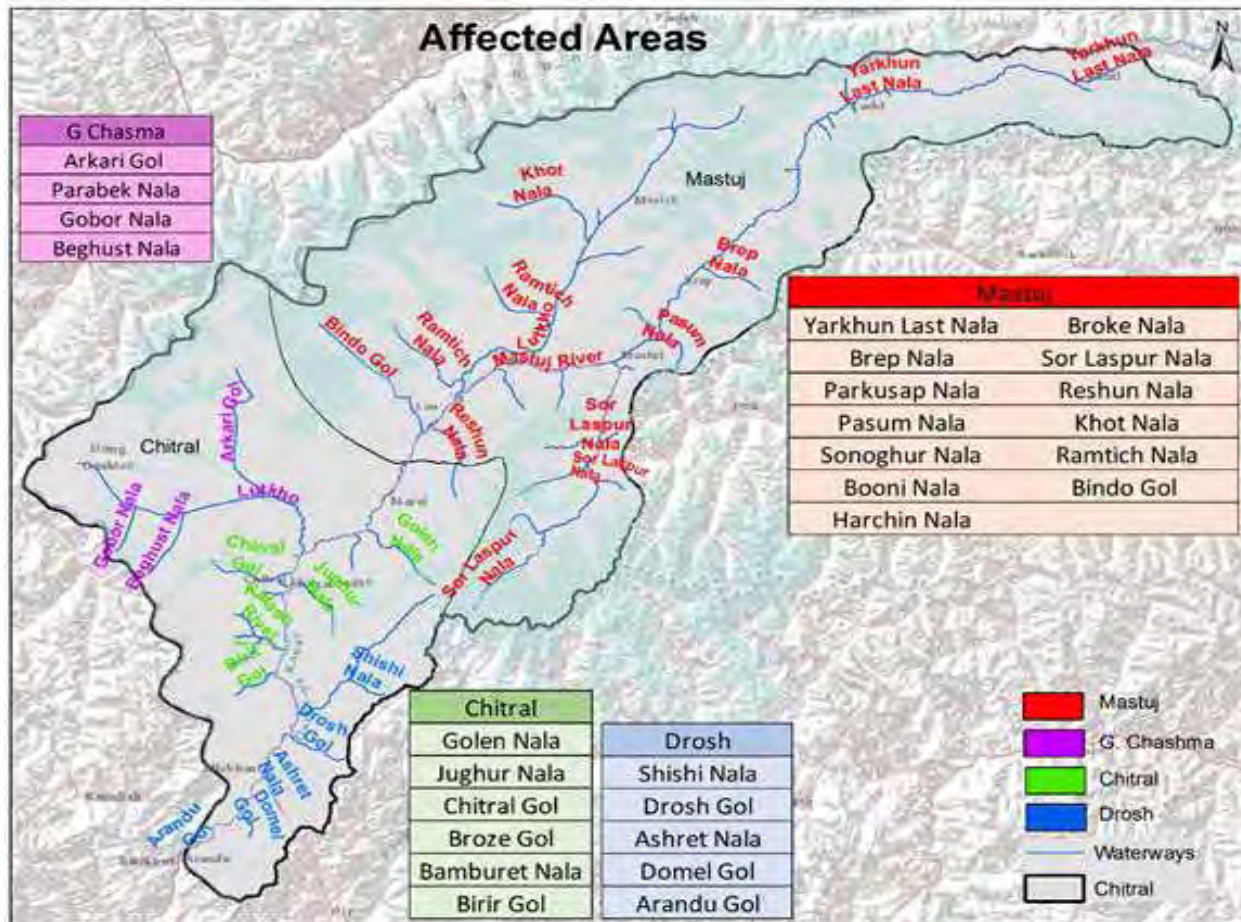 Affected Areas
N
G Chasma
Arkari Gol
Parabek Nala
Gobor Nala
Beghust Nala
Yarkhun
Last Nala
Yarkhun
Last Nala
Khot
Nala
Mastuj
Brep
Nala
Ramtich
Nala
Lutkho
Pasum
Nala
Ramtich
Nala
Mastuj River
Bindo Gol
Reshun
Nala
Sor
Laspur
Nala
Sor Laspur
Nala
Sor Laspur
Nala
Chitral
Arkari Gol
Lutkho
Gobor Nala
Beghust Nala
Chitral
Gol
Golen
Nala
Jughur
Nala
Birir
Gol
Shishi
Nala
Drosh
Gol
Ashret
Nala
Domel
Gol
Arandu
Gol
Mastuj
Yarkhun Last Nala Broke Nala
Brep Nala Sor Laspur Nala
Parkusap Nala Reshun Nala
Pasum Nala Khot Nala
Sonoghur Nala Ramtich Nala
Booni Nala Bindo Gol
Harchin Nala
Chitral
Golen Nala
Jughur Nala
Chitral Gol
Broze Gol
Bamburet Nala
Birir Gol
Drosh
Shishi Nala
Drosh Gol
Ashret Nala
Domel Gol
Arandu Gol
Mastuj
G. Chashma
Chitral
Drosh
Waterways
Chitral